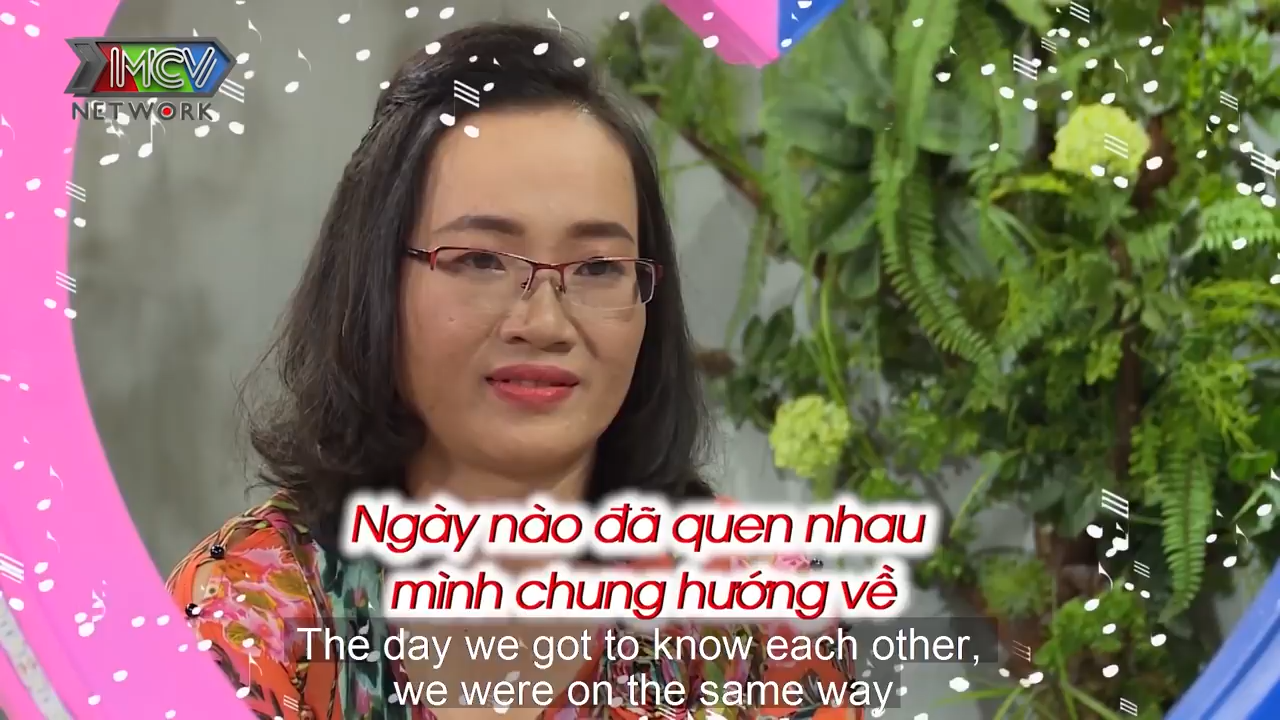 MCV
NETWORK
Ngày nào đã quen nhau
mình chung hướng về
The day we got to know each other,
we were on the same way